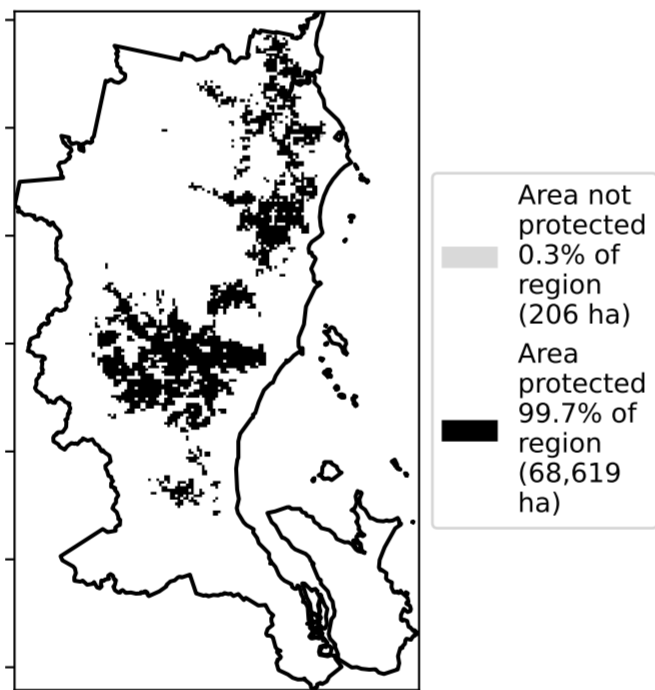 Area not
protected
0.3% of
region
(206 ha)
Area
protected
99.7% of
region
(68,619
ha)